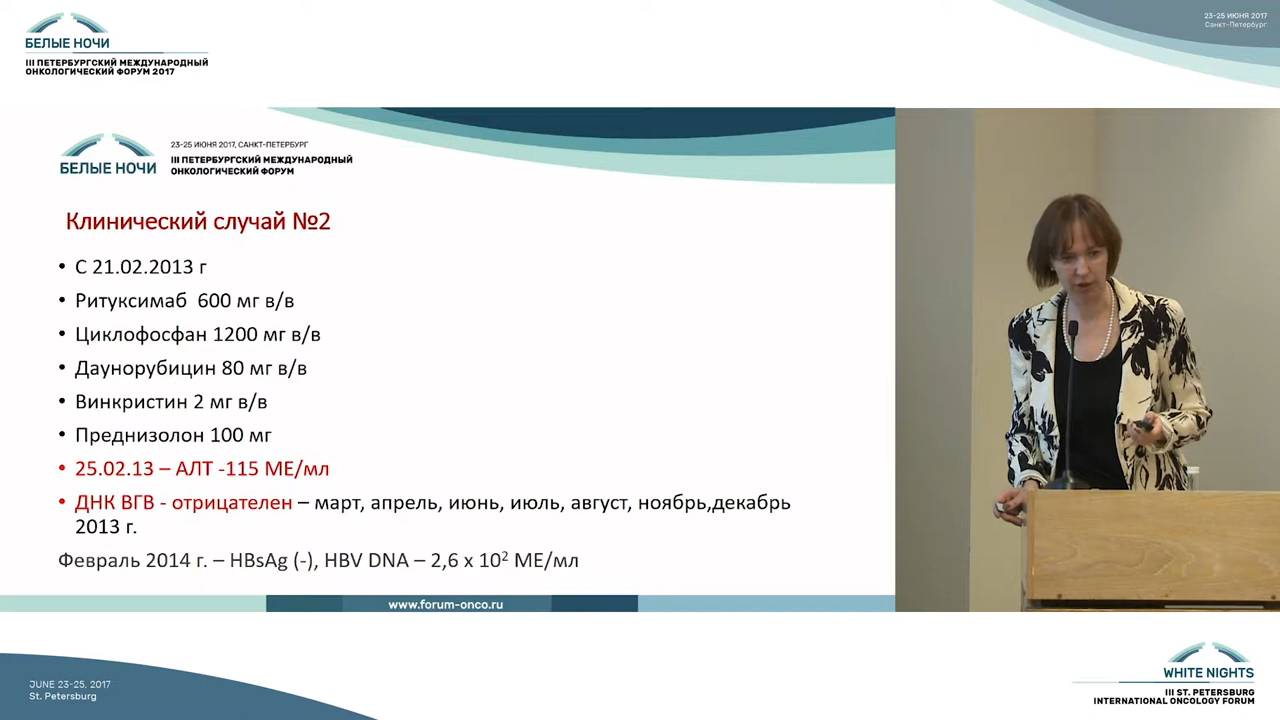 БЕЛЫЕ НОЧИ
III ПЕТЕРБУРГСКИЙ МЕЖДУНАРОДНЫЙ
ОНКОЛОГИЧЕСКИЙ ФОРУМ 2017
23-25 ИЮНЯ 2017
Санкт-Петербург
БЕЛЫЕ НОЧИ
23-25 ИЮНЯ 2017, САНКТ-ПЕТЕРБУРГ
III ПЕТЕРБУРГСКИЙ МЕЖДУНАРОДНЫЙ
ОНКОЛОГИЧЕСКИЙ ФОРУМ
Клинический случай №2
• С 21.02.2013 г
• Ритуксимаб 600 мг в/в
• Циклофосфан 1200 мг в/в
• Даунорубицин 80 мг в/в
• Винкристин 2 мг в/в
• Преднизолон 100 мг
• 25.02.13 – АЛТ -115 МЕ/мл
• ДНК ВГВ - отрицателен – март, апрель, июнь, июль, август, ноябрь,декабрь
2013 г.
Февраль 2014 г. – HBsAg (-), HBV DNA – 2,6 x 10² МЕ/мл
www.forum-onco.ru
JUNE 23-25, 2017
St. Petersburg
WHITE NIGHTS
III ST. PETERSBURG
INTERNATIONAL ONCOLOGY FORUM